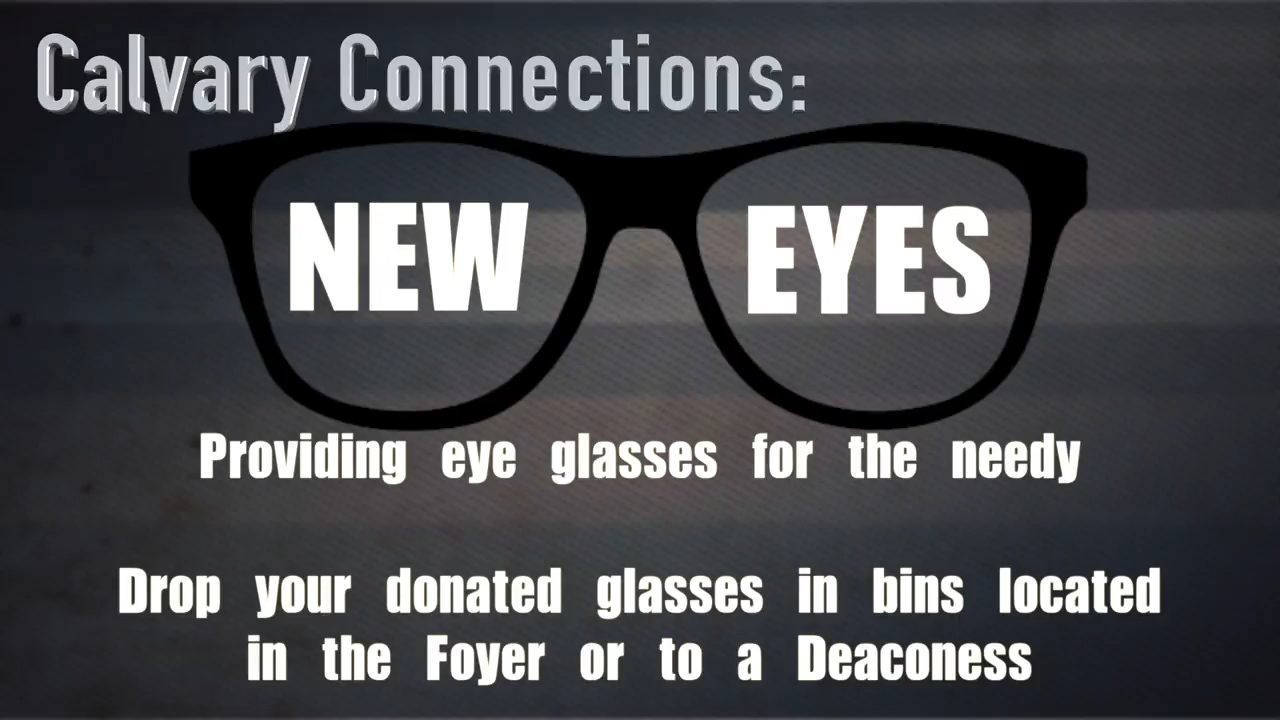 Calvary Connections:
NEW EYES
Providing eye glasses for the needy
Drop your donated glasses in bins located
in the Foyer or to a Deaconess